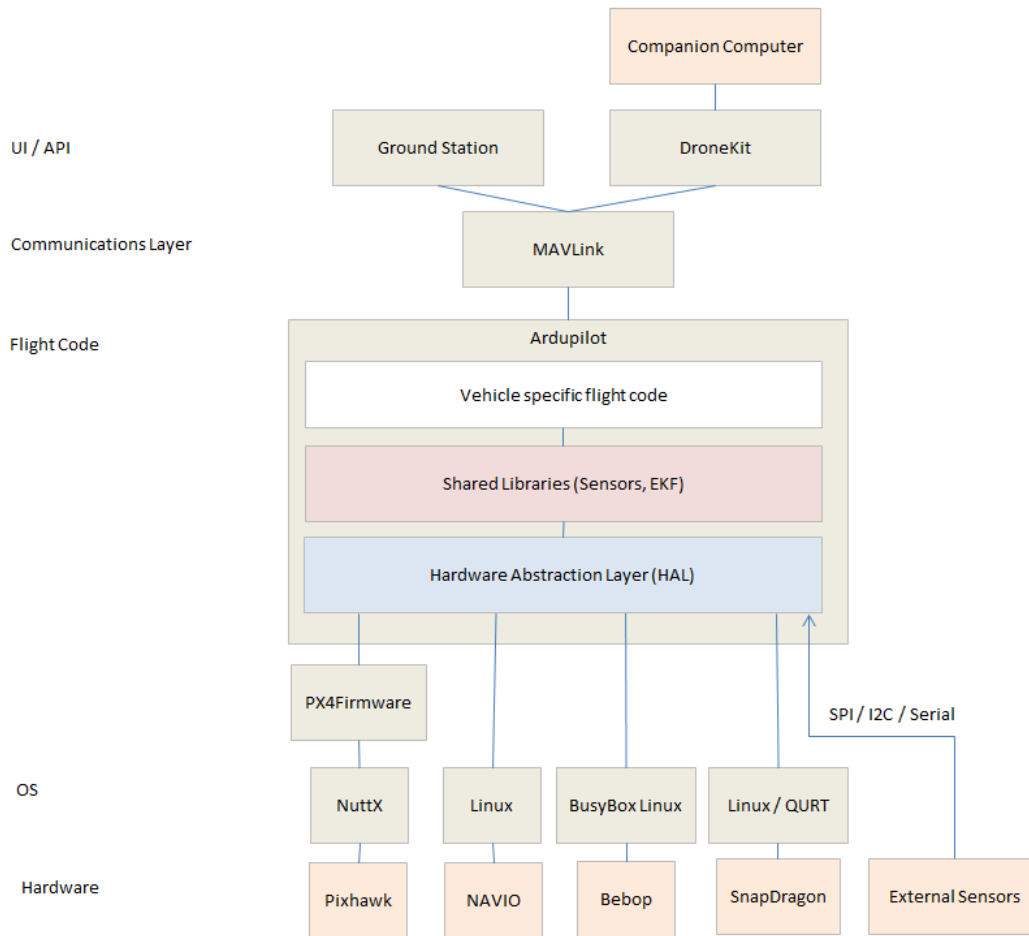 Companion Computer
UI / API
Ground Station
DroneKit
Communications Layer
MAVLink
Flight Code
Ardupilot
Vehicle specific flight code
Shared Libraries (Sensors, EKF)
Hardware Abstraction Layer (HAL)
PX4Firmware
SPI / I2C / Serial
OS
NuttX
Linux
BusyBox Linux
Linux / QURT
Hardware
Pixhawk
NAVIO
Bebop
SnapDragon
External Sensors